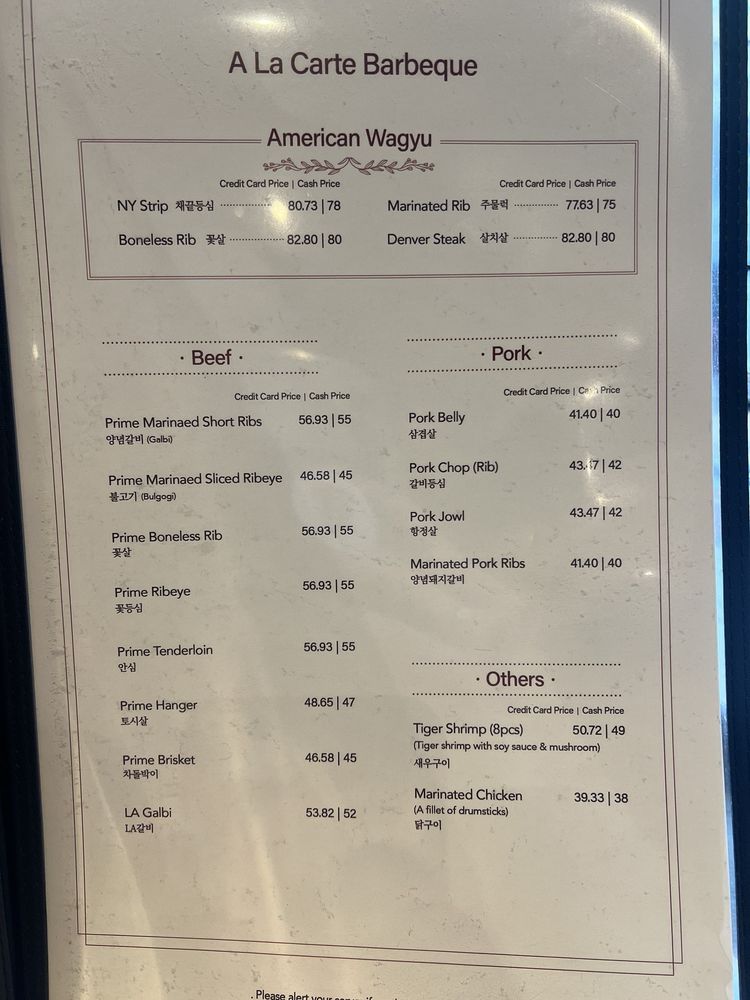 A La Carte Barbeque
American Wagyu
Credit Card Price | Cash Price
NY Strip 채끝등심 80.73 | 78
Boneless Rib 꽃살 82.80 | 80
Credit Card Price | Cash Price
Marinated Rib 주물럭 77.63 | 75
Denver Steak 살치살 82.80 | 80
· Beef ·
Credit Card Price | Cash Price
Prime Marinaed Short Ribs 56.93 | 55
양념갈비 (Galbi)
Prime Marinaed Sliced Ribeye 46.58 | 45
불고기 (Bulgogi)
Prime Boneless Rib 56.93 | 55
꽃살
Prime Ribeye 56.93 | 55
꽃등심
Prime Tenderloin 56.93 | 55
안심
Prime Hanger 48.65 | 47
토시살
Prime Brisket 46.58 | 45
차돌박이
LA Galbi 53.82 | 52
LA갈비
· Pork ·
Credit Card Price | Cash Price
Pork Belly 41.40 | 40
삼겹살
Pork Chop (Rib) 43.47 | 42
갈비등심
Pork Jowl 43.47 | 42
항정살
Marinated Pork Ribs 41.40 | 40
양념돼지갈비
· Others ·
Credit Card Price | Cash Price
Tiger Shrimp (8pcs) 50.72 | 49
(Tiger shrimp with soy sauce & mushroom)
새우구이
Marinated Chicken 39.33 | 38
(A fillet of drumsticks)
닭구이
. Please alert your